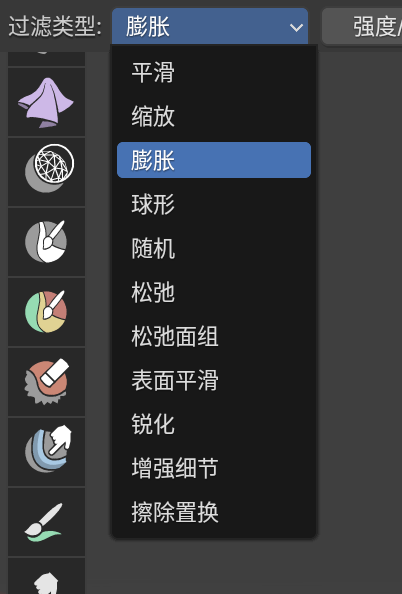 过滤类型: 膨胀 强度/
平滑
缩放
膨胀
球形
随机
松弛
松弛面组
表面平滑
锐化
增强细节
擦除置换